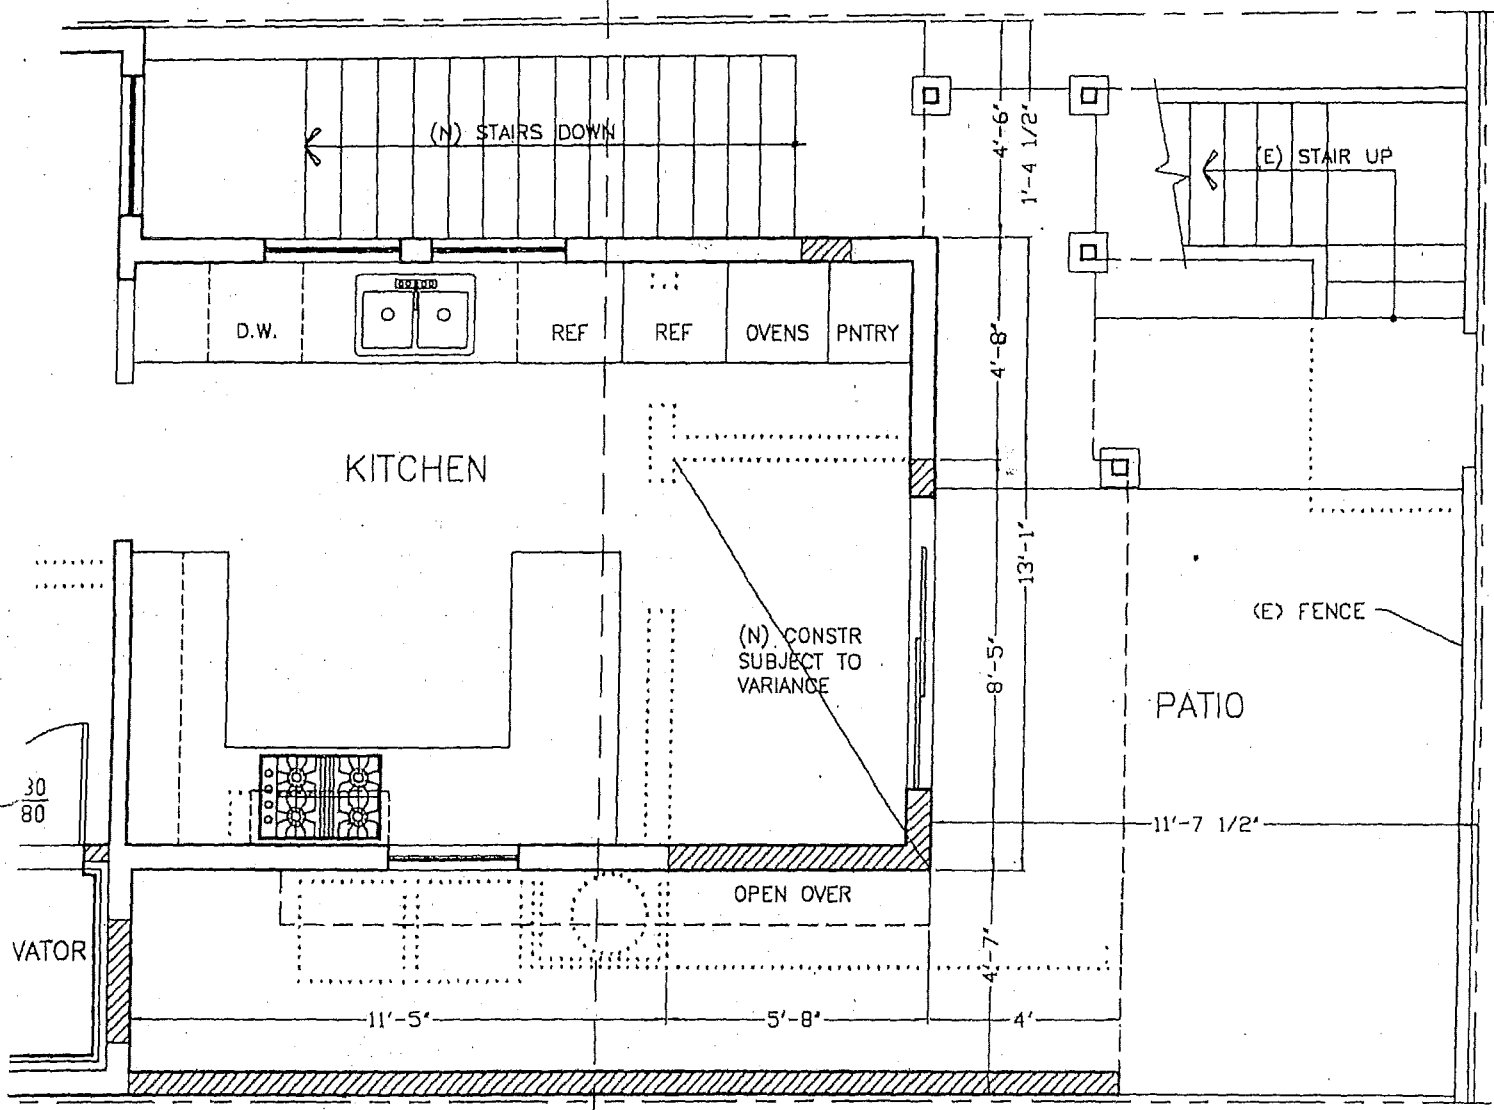 (N) STAIRS DOWN
4'-6"
1'-4 1/2"
(E) STAIR UP
D.W.
REF
REF
OVENS
PNTRY
4'-8"
KITCHEN
13'-1"
(N) CONSTR
SUBJECT TO
VARIANCE
8'-5"
(E) FENCE
PATIO
30
80
11'-7 1/2"
OPEN OVER
VATOR
4'-7"
11'-5"
5'-8"
4'